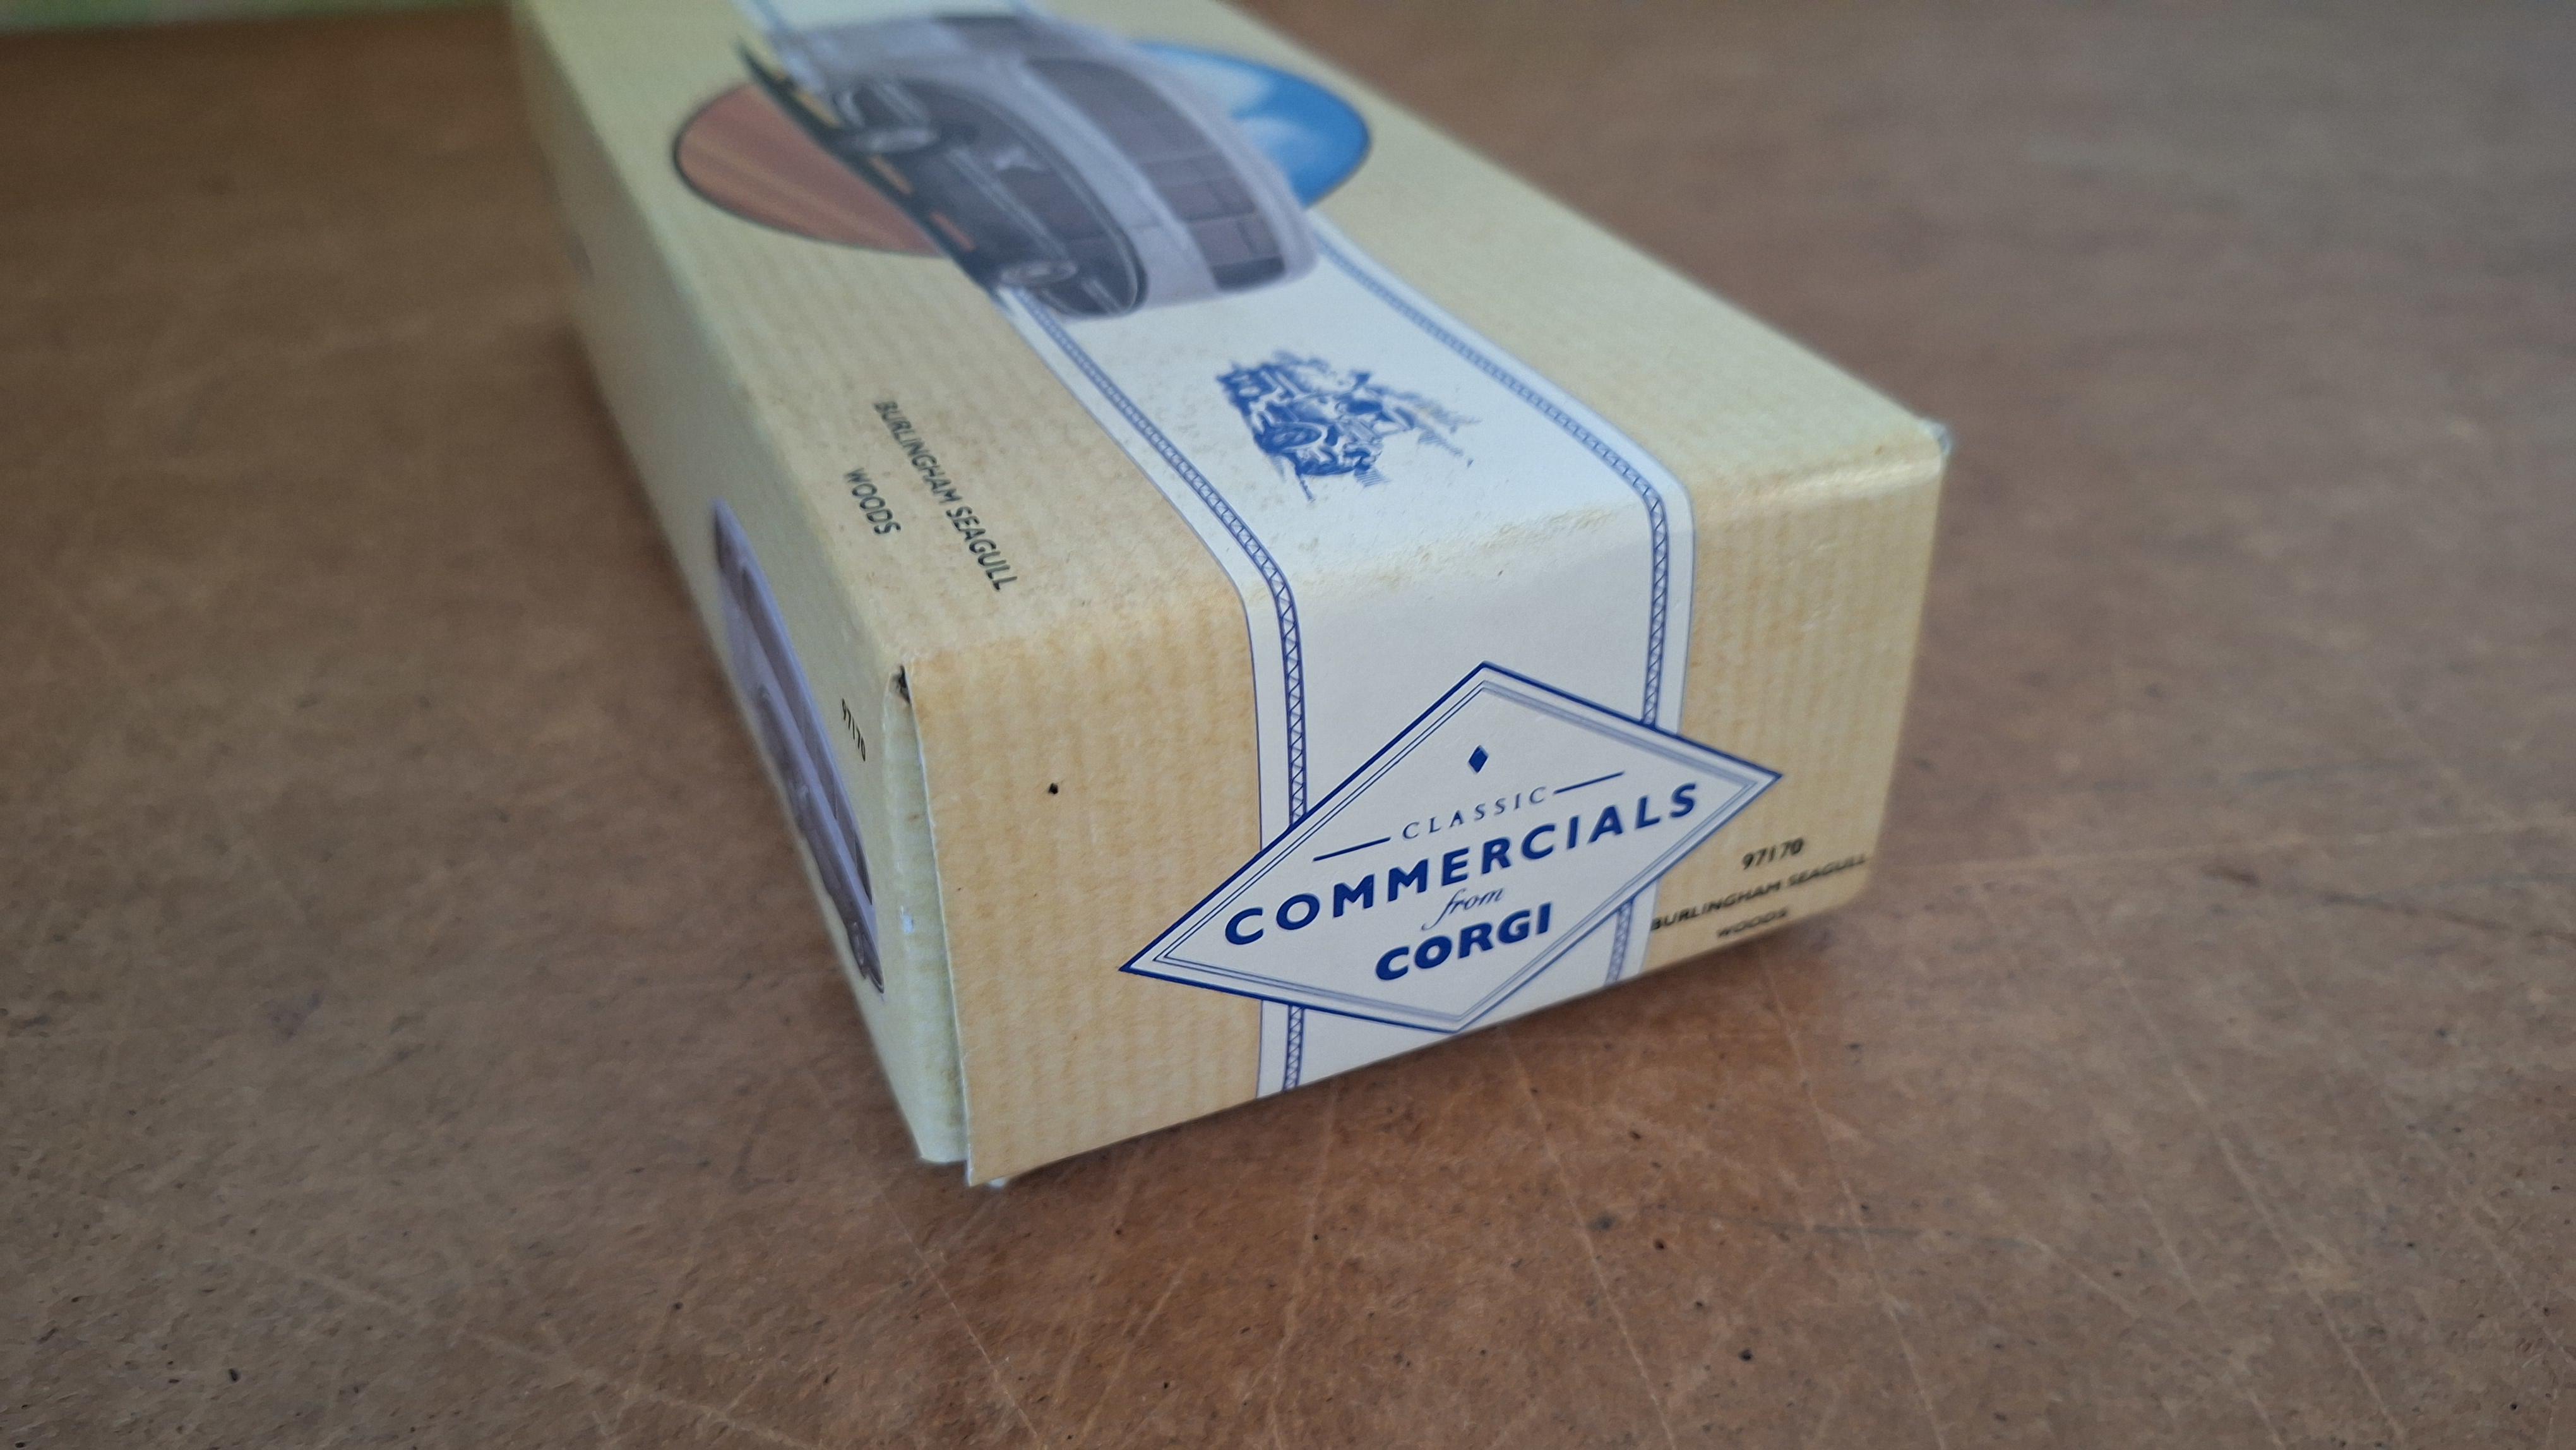 BURLINGHAM SEAGULL
WOODS
97170
CLASSIC
COMMERCIALS
from
CORGI
97170
BURLINGHAM SEAGULL
WOODS